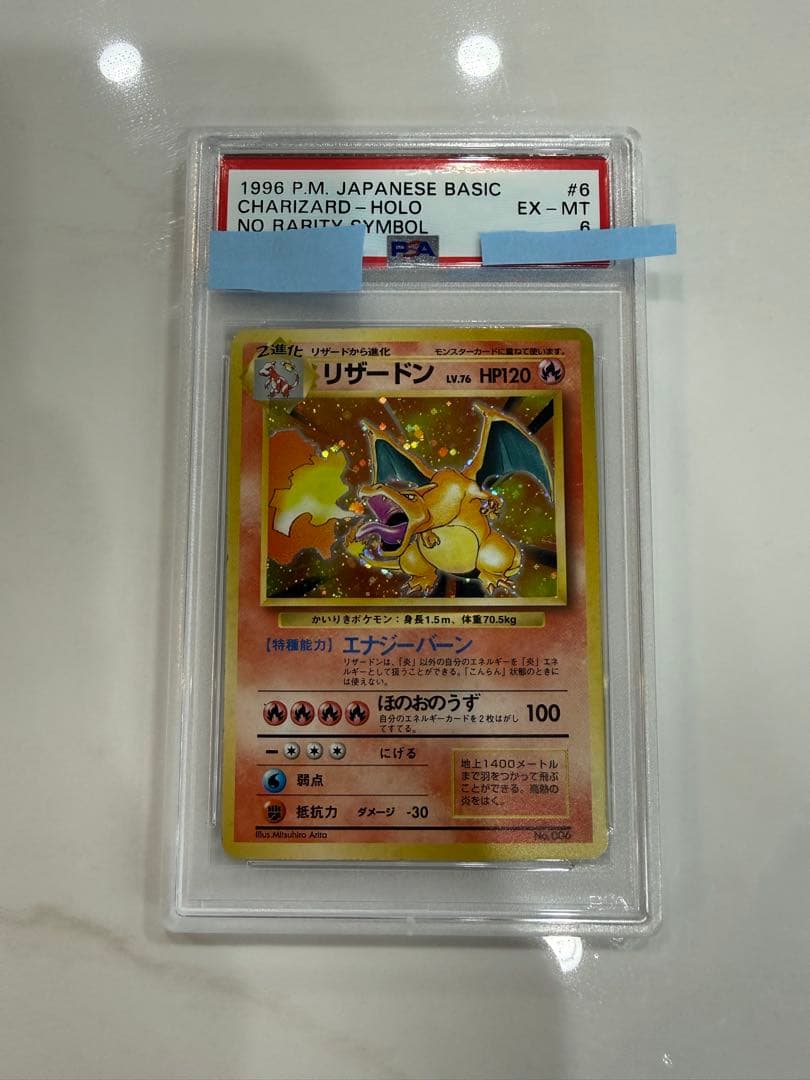 1996 P.M. JAPANESE BASIC #6
CHARIZARD-HOLO EX-MT
NO RARITY SYMBOL 6
PSA
2進化 リザードから進化 モンスターカードに重ねて使います。
リザードン LV.76 HP120
かいりきポケモン:身長1.5m、体重70.5kg
【特種能力】エナジーバーン
リザードンは、「炎」以外の自分のエネルギーを「炎」エネ
ルギーとして扱うことができる。「こんらん」状態のときに
は使えない。
ほのおのうず 100
自分のエネルギーカードを2枚はがし
てすてる。
ー にげる
弱点
抵抗力 ダメージ -30
地上1400メートル
まで羽をつかって飛ぶ
ことができる。高熱の
炎をはく。
Illus.Mitsuhiro Arita No.006